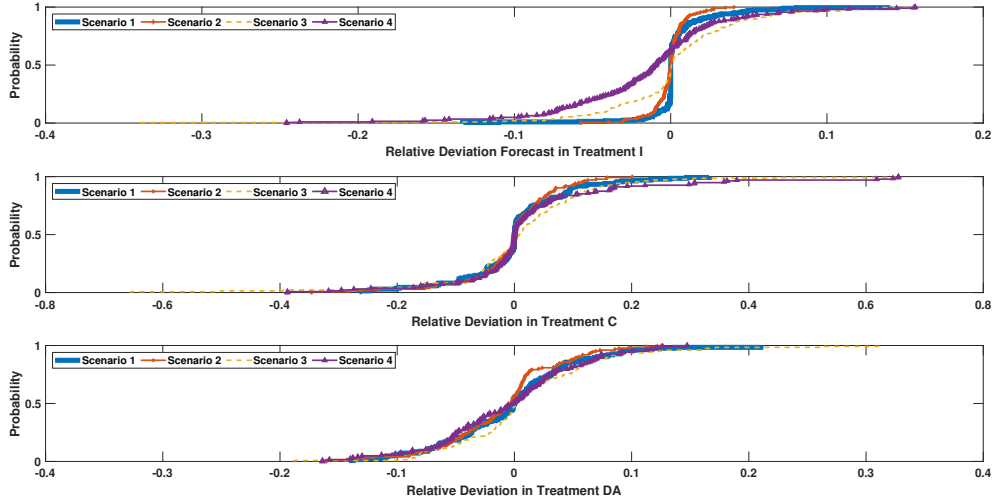 Scenario 1 Scenario 2 Scenario 3 Scenario 4
1
0.5
0
Probability
-0.4 -0.3 -0.2 -0.1 0 0.1 0.2
Relative Deviation Forecast in Treatment I
Scenario 1 Scenario 2 Scenario 3 Scenario 4
1
0.5
0
Probability
-0.8 -0.6 -0.4 -0.2 0 0.2 0.4 0.6 0.8
Relative Deviation in Treatment C
Scenario 1 Scenario 2 Scenario 3 Scenario 4
1
0.5
0
Probability
-0.4 -0.3 -0.2 -0.1 0 0.1 0.2 0.3 0.4
Relative Deviation in Treatment DA